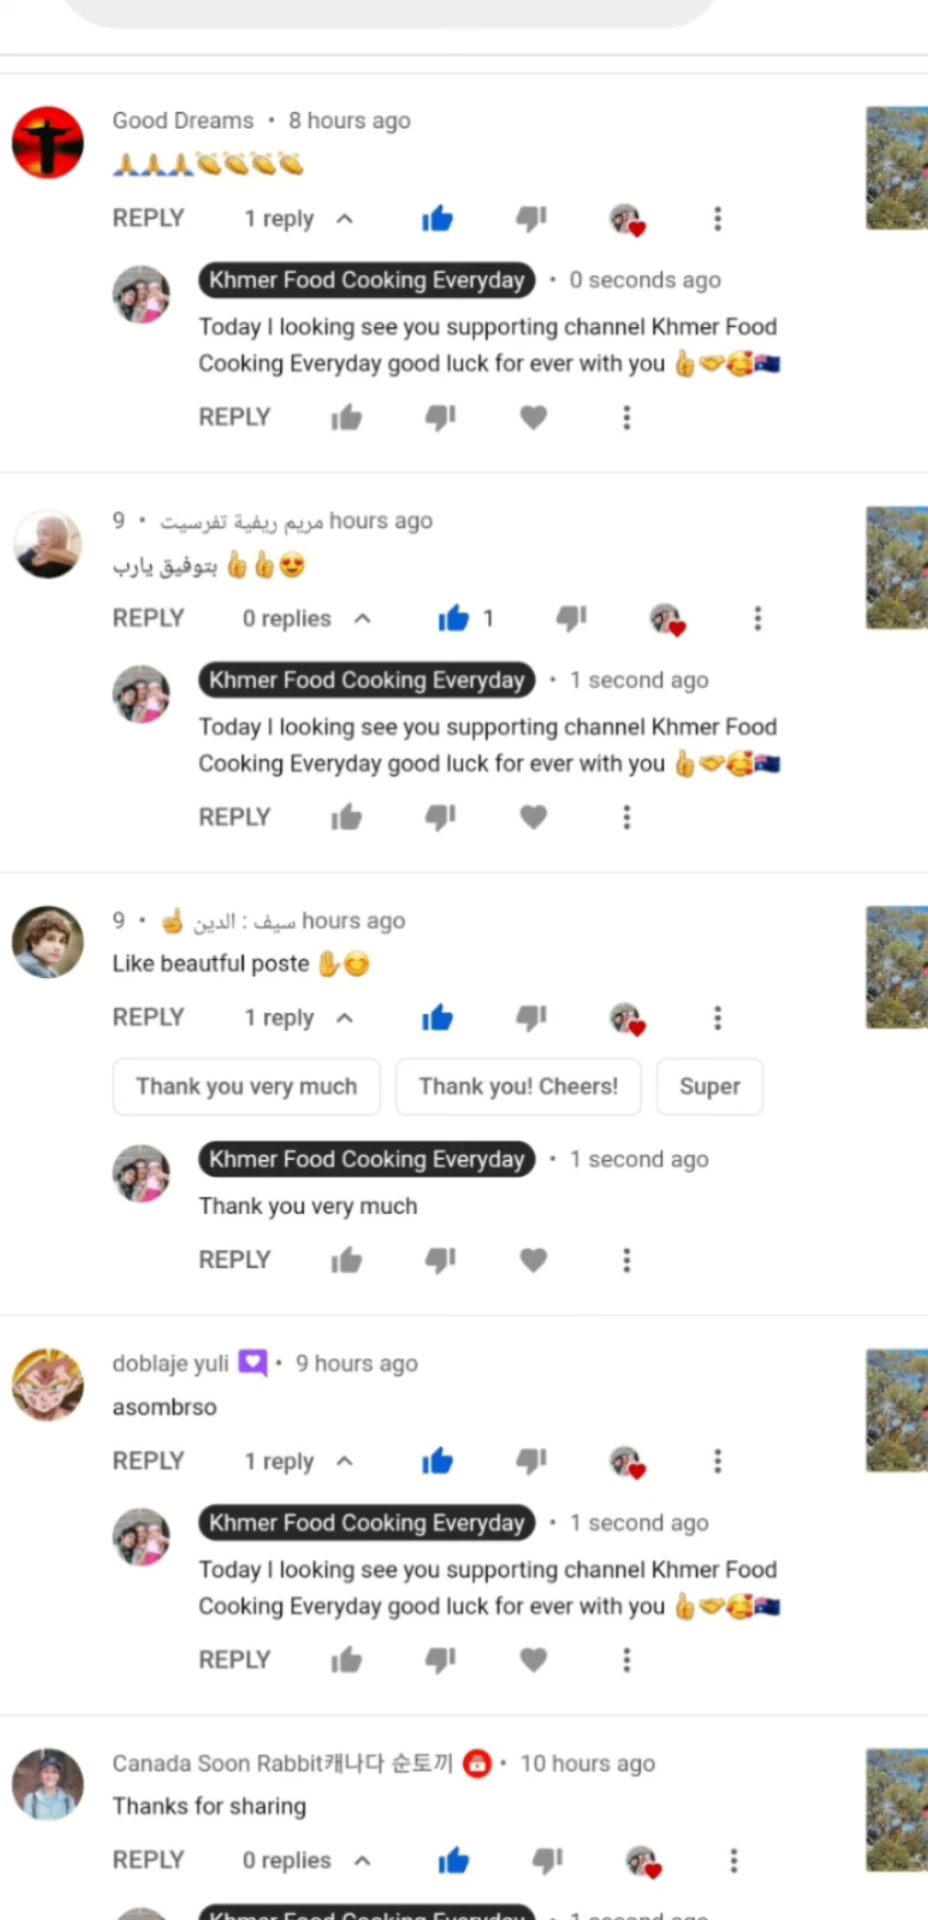 Good Dreams • 8 hours ago
🙏🙏🙏👏👏👏👏
REPLY 1 reply
Khmer Food Cooking Everyday • 0 seconds ago
Today I looking see you supporting channel Khmer Food
Cooking Everyday good luck for ever with you 👍🤝🥰🇦🇺
REPLY
9 • مريم ريفية تفرسيت hours ago
بتوفيق يارب 👍👍😍
REPLY 0 replies 1
Khmer Food Cooking Everyday • 1 second ago
Today I looking see you supporting channel Khmer Food
Cooking Everyday good luck for ever with you 👍🤝🥰🇦🇺
REPLY
9 • ☝ سيف : الدين hours ago
Like beautful poste ✋😊
REPLY 1 reply
Thank you very much Thank you! Cheers! Super
Khmer Food Cooking Everyday • 1 second ago
Thank you very much
REPLY
doblaje yuli • 9 hours ago
asombrso
REPLY 1 reply
Khmer Food Cooking Everyday • 1 second ago
Today I looking see you supporting channel Khmer Food
Cooking Everyday good luck for ever with you 👍🤝🥰🇦🇺
REPLY
Canada Soon Rabbit캐나다 순토끼 • 10 hours ago
Thanks for sharing
REPLY 0 replies
Khmer Food Cooking Everyday • 1 second ago